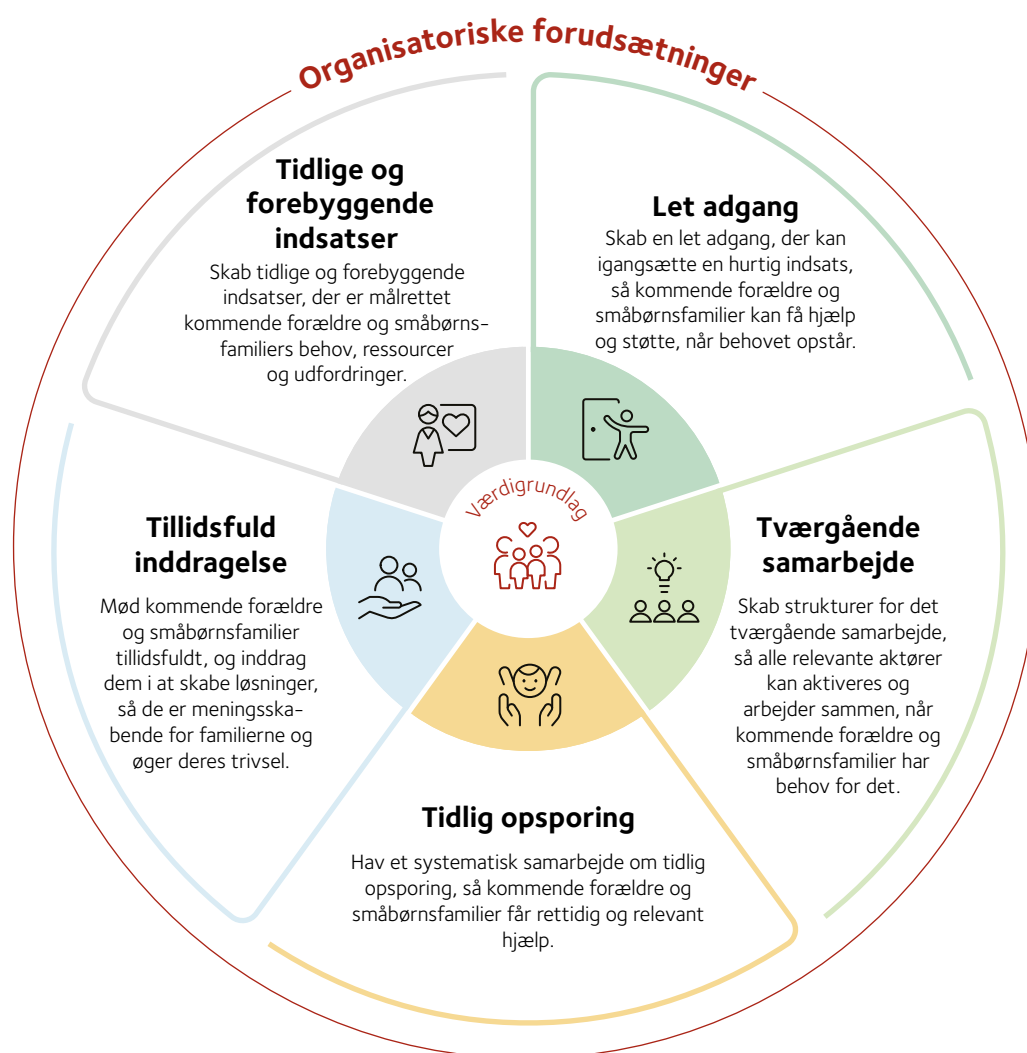 Organisatoriske forudsætninger
Tidlige og
forebyggende
indsatser
Skab tidlige og forebyggende
indsatser, der er målrettet
kommende forældre og småbørns-
familiers behov, ressourcer
og udfordringer.
Let adgang
Skab en let adgang, der kan
igangsætte en hurtig indsats,
så kommende forældre og
småbørnsfamilier kan få hjælp
og støtte, når behovet opstår.
Værdigrundlag
Tillidsfuld
inddragelse
Mød kommende forældre
og småbørnsfamilier
tillidsfuldt, og inddrag
dem i at skabe løsninger,
så de er meningsska-
bende for familierne og
øger deres trivsel.
Tværgående
samarbejde
Skab strukturer for det
tværgående samarbejde,
så alle relevante aktører
kan aktiveres og
arbejder sammen, når
kommende forældre og
småbørnsfamilier har
behov for det.
Tidlig opsporing
Hav et systematisk samarbejde om tidlig
opsporing, så kommende forældre og
småbørnsfamilier får rettidig og relevant
hjælp.